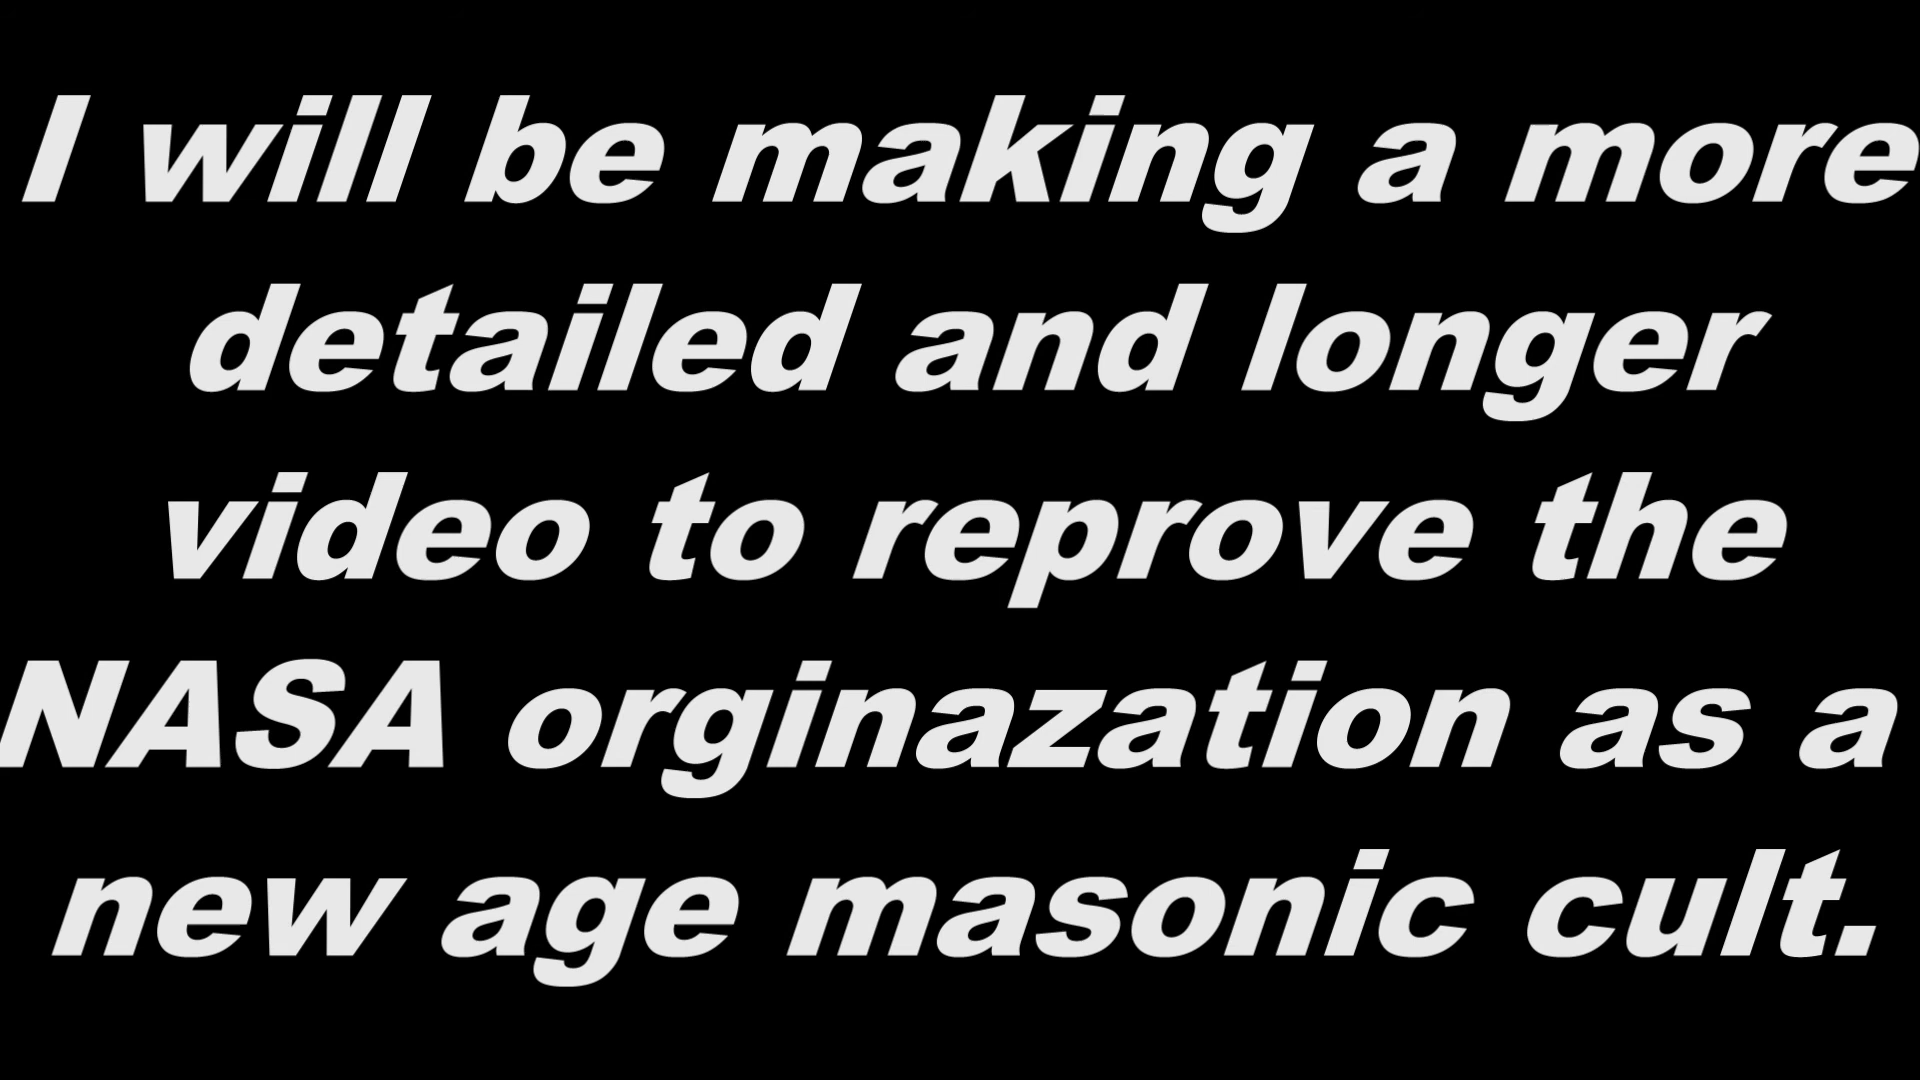 I will be making a more
detailed and longer
video to reprove the
NASA orginazation as a
new age masonic cult.